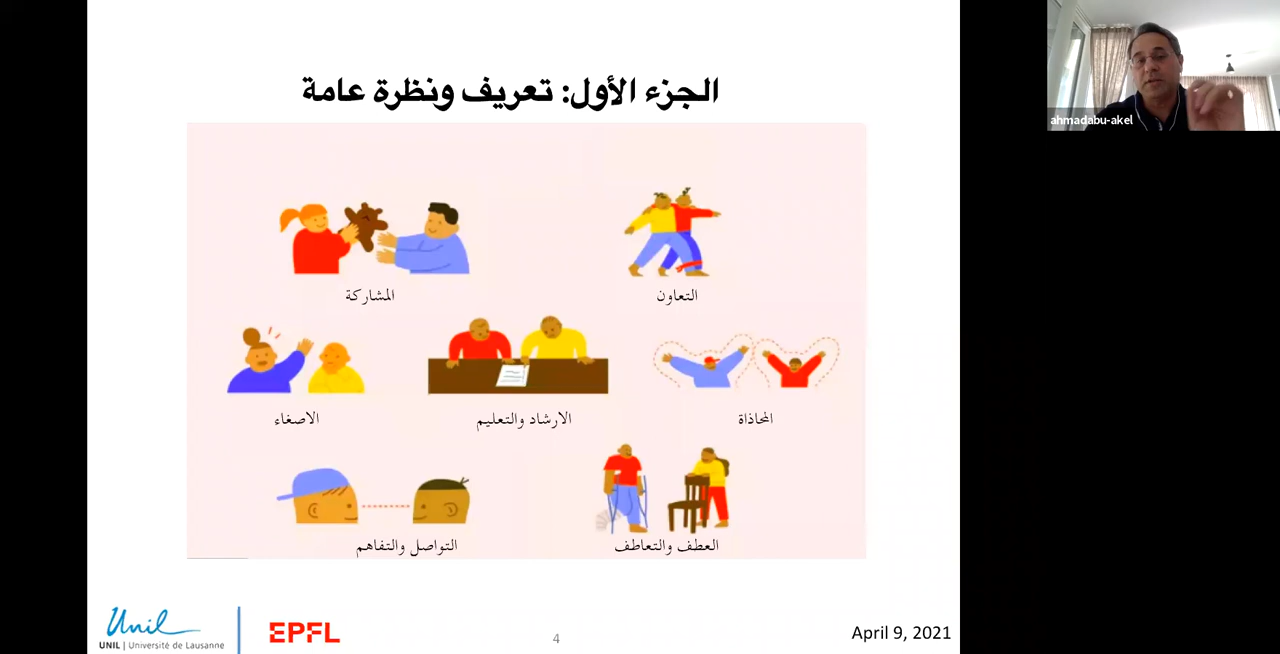 الجزء الأول: تعريف ونظرة عامة
ahmadabu-akel
التعاون
المشاركة
المحاذاة
الارشاد والتعليم
الاصغاء
العطف والتعاطف
التواصل والتفاهم
Unil
UNIL | Université de Lausanne
EPFL
4
April 9, 2021